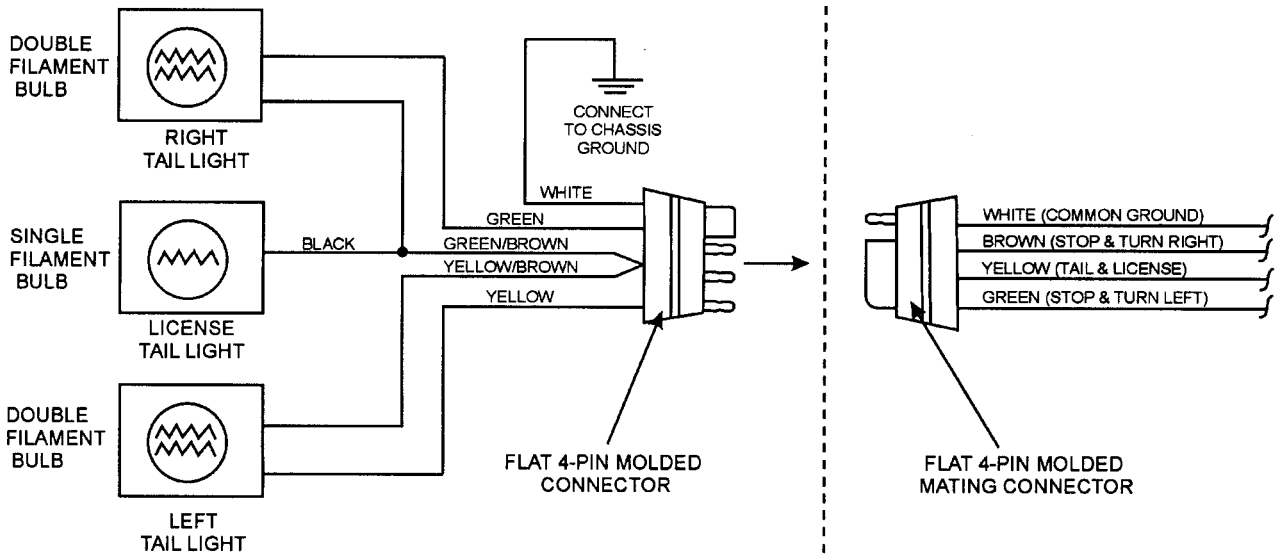 DOUBLE
FILAMENT
BULB
RIGHT
TAIL LIGHT
SINGLE
FILAMENT
BULB
LICENSE
TAIL LIGHT
DOUBLE
FILAMENT
BULB
LEFT
TAIL LIGHT
BLACK
CONNECT
TO CHASSIS
GROUND
WHITE
GREEN
GREEN/BROWN
YELLOW/BROWN
YELLOW
FLAT 4-PIN MOLDED
CONNECTOR
WHITE (COMMON GROUND)
BROWN (STOP & TURN RIGHT)
YELLOW (TAIL & LICENSE)
GREEN (STOP & TURN LEFT)
FLAT 4-PIN MOLDED
MATING CONNECTOR